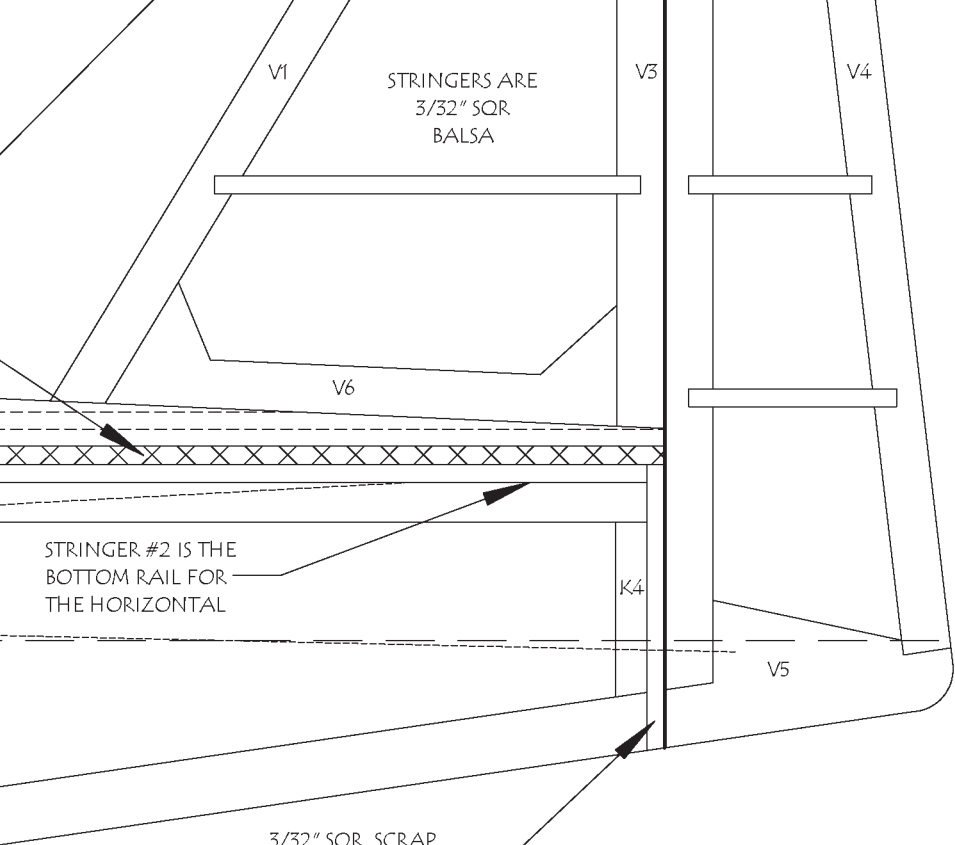 V1
V3
V4
STRINGERS ARE
3/32" SQR
BALSA
V6
STRINGER #2 IS THE
BOTTOM RAIL FOR
THE HORIZONTAL
K4
V5
3/32" SQR SCRAP